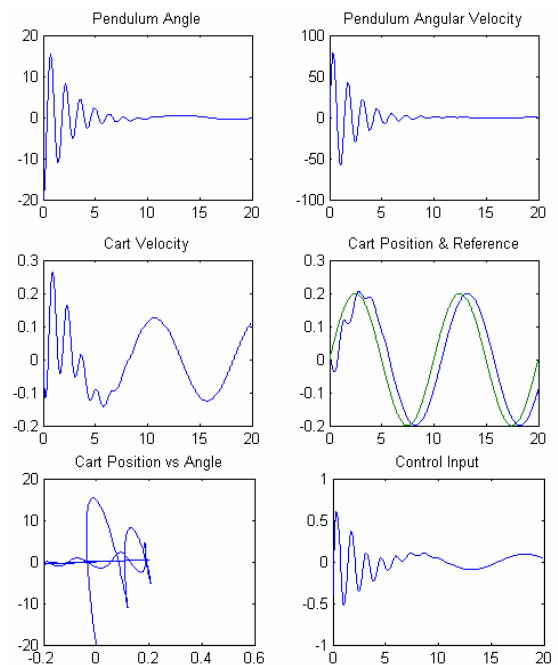 Pendulum Angle
20
10
0
-10
-20
0 5 10 15 20
Pendulum Angular Velocity
100
50
0
-50
-100
0 5 10 15 20
Cart Velocity
0.3
0.2
0.1
0
-0.1
-0.2
0 5 10 15 20
Cart Position & Reference
0.3
0.2
0.1
0
-0.1
-0.2
0 5 10 15 20
Cart Position vs Angle
20
10
0
-10
-20
-0.2 0 0.2 0.4 0.6
Control Input
1
0.5
0
-0.5
-1
0 5 10 15 20